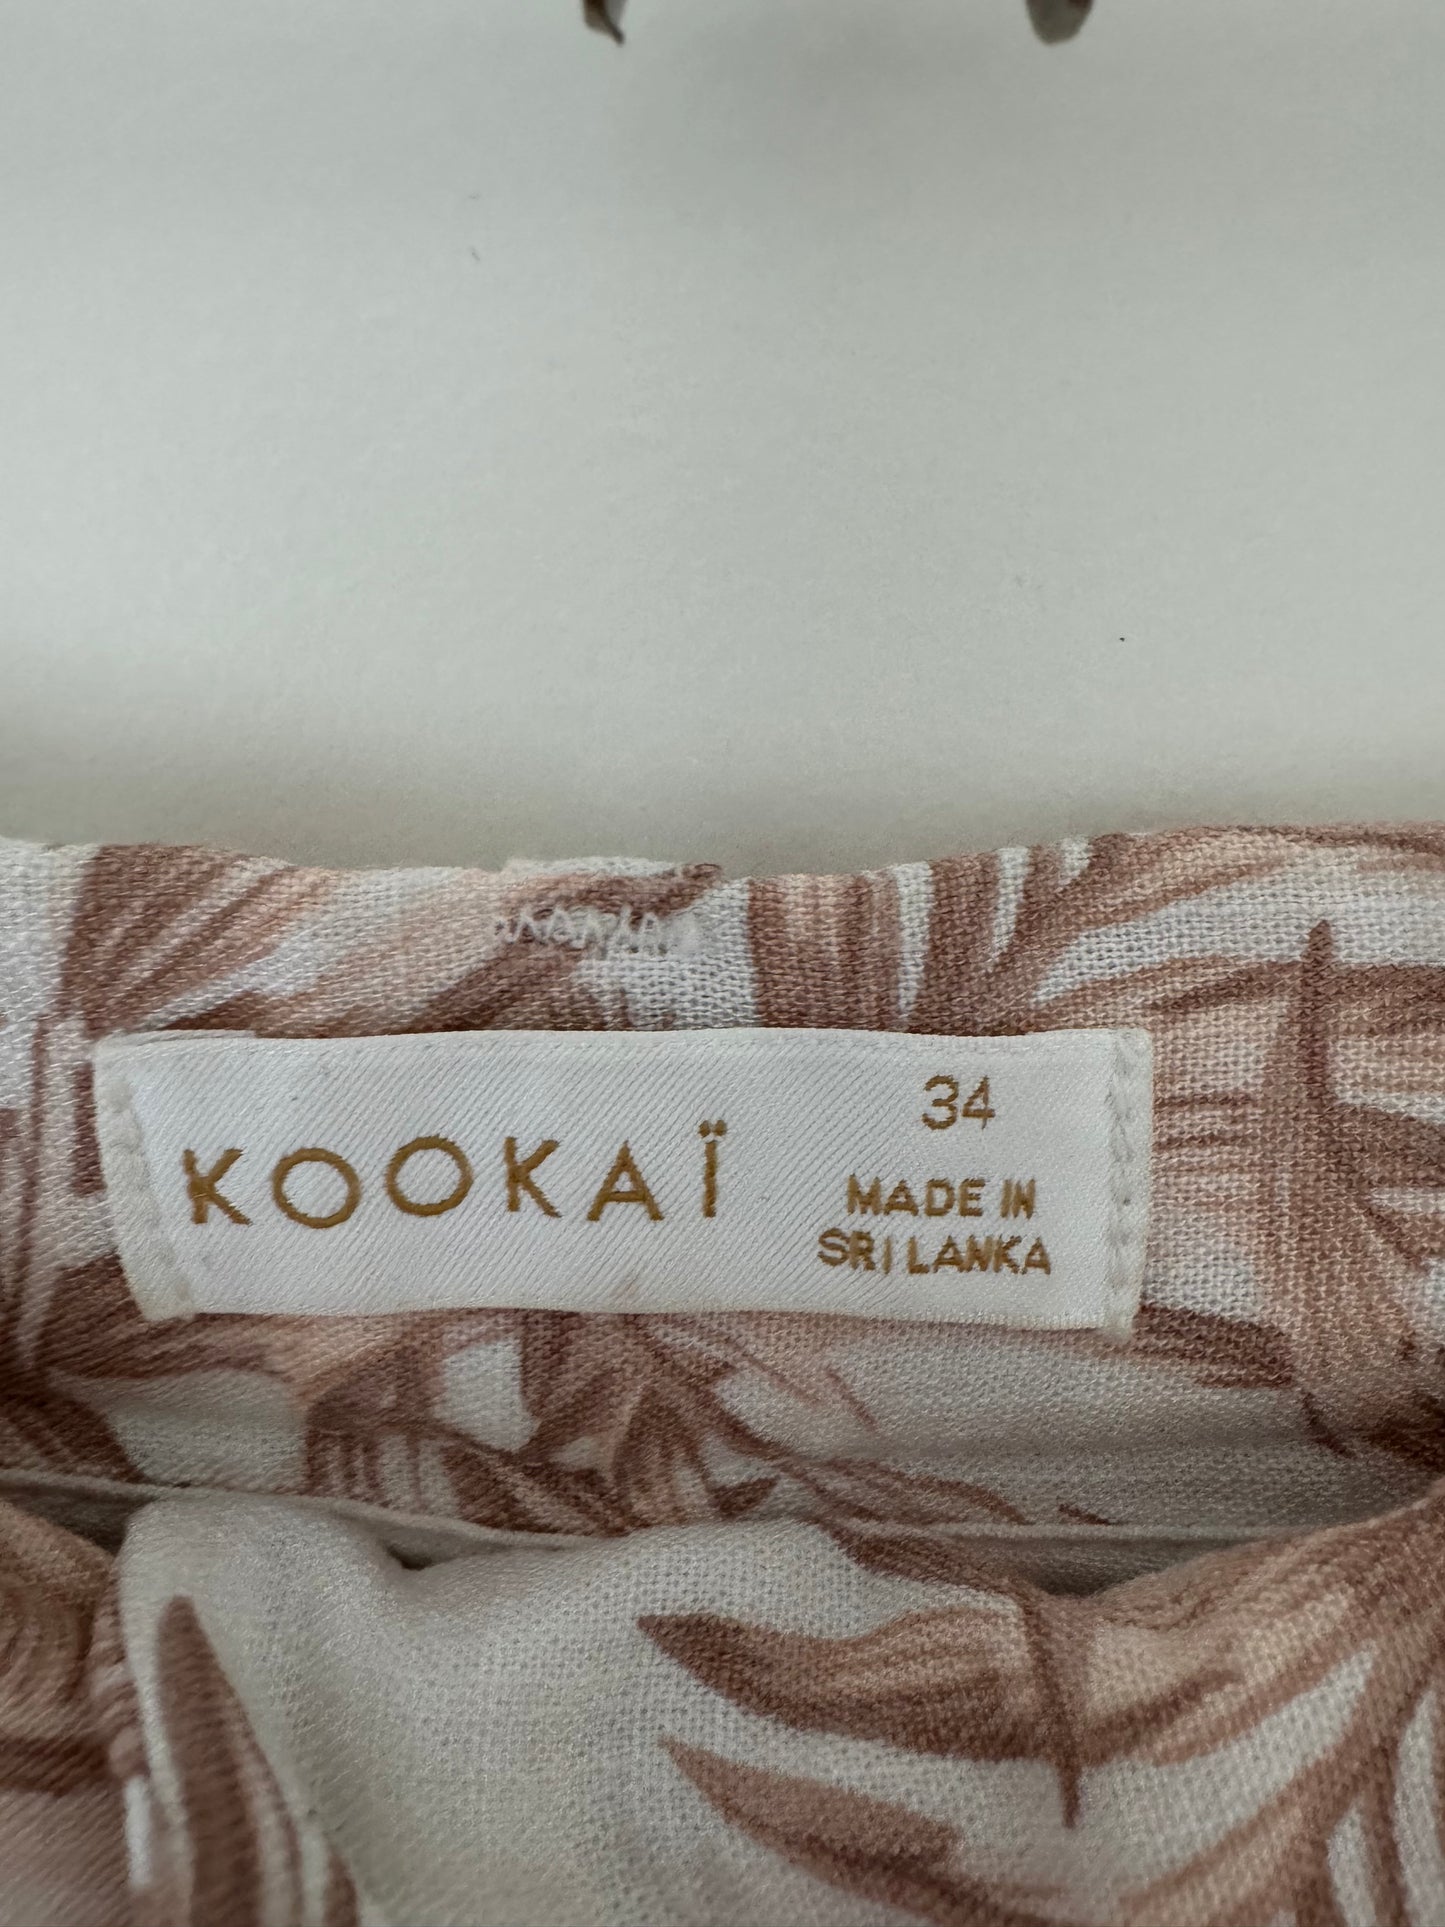 KOOKAÏ
34
MADE IN
SRI LANKA